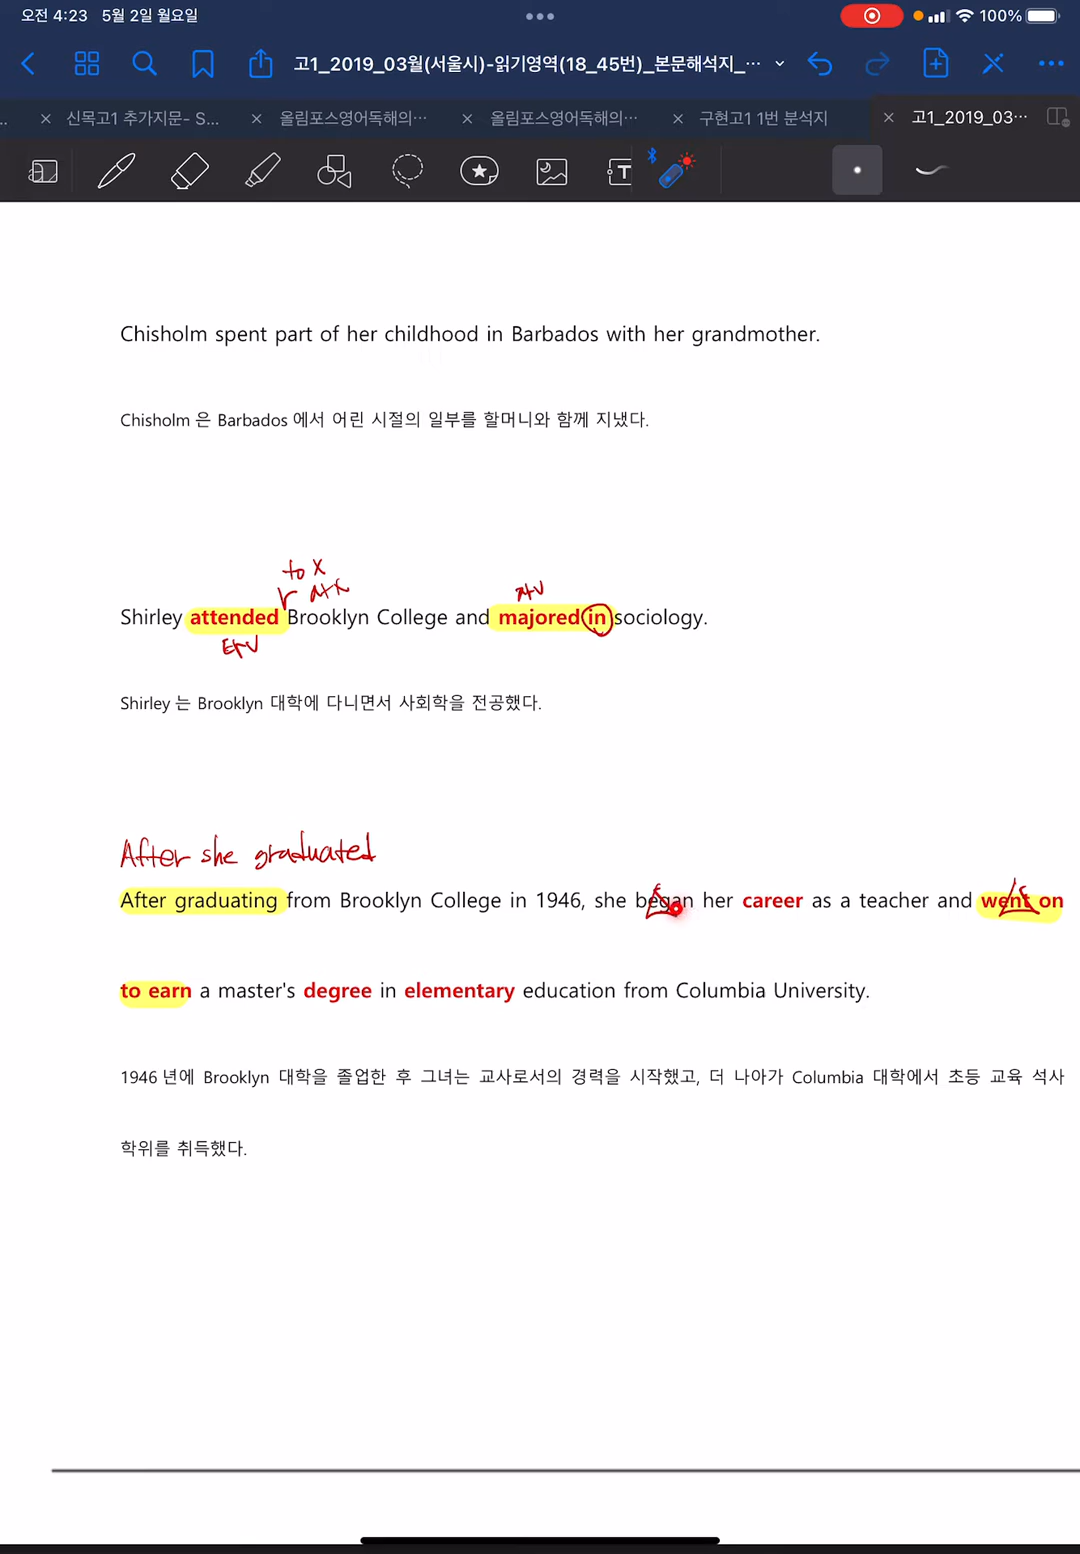 오전 4:23 5월 2일 월요일
100%
고1_2019_03월(서울시)-읽기영역(18_45번)_본문해석지_...
신목고1 추가지문- S...
올림포스영어독해의...
올림포스영어독해의...
구현고1 1번 분석지
고1_2019_03...
Chisholm spent part of her childhood in Barbados with her grandmother.
Chisholm 은 Barbados 에서 어린 시절의 일부를 할머니와 함께 지냈다.
to X
Shirley attended Brooklyn College and majored in sociology.
Shirley 는 Brooklyn 대학에 다니면서 사회학을 전공했다.
After she graduated
After graduating from Brooklyn College in 1946, she began her career as a teacher and went on
to earn a master's degree in elementary education from Columbia University.
1946 년에 Brooklyn 대학을 졸업한 후 그녀는 교사로서의 경력을 시작했고, 더 나아가 Columbia 대학에서 초등 교육 석사
학위를 취득했다.